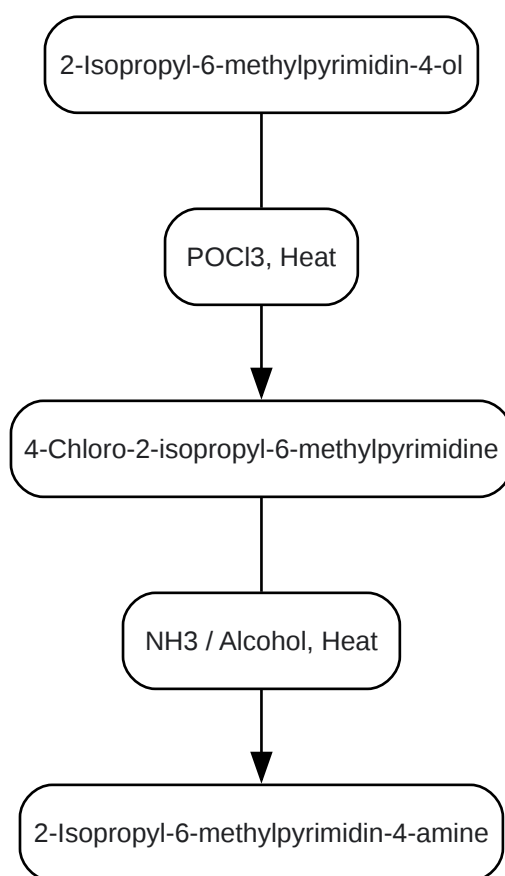 2-Isopropyl-6-methylpyrimidin-4-ol
POCl3, Heat
4-Chloro-2-isopropyl-6-methylpyrimidine
NH3 / Alcohol, Heat
2-Isopropyl-6-methylpyrimidin-4-amine